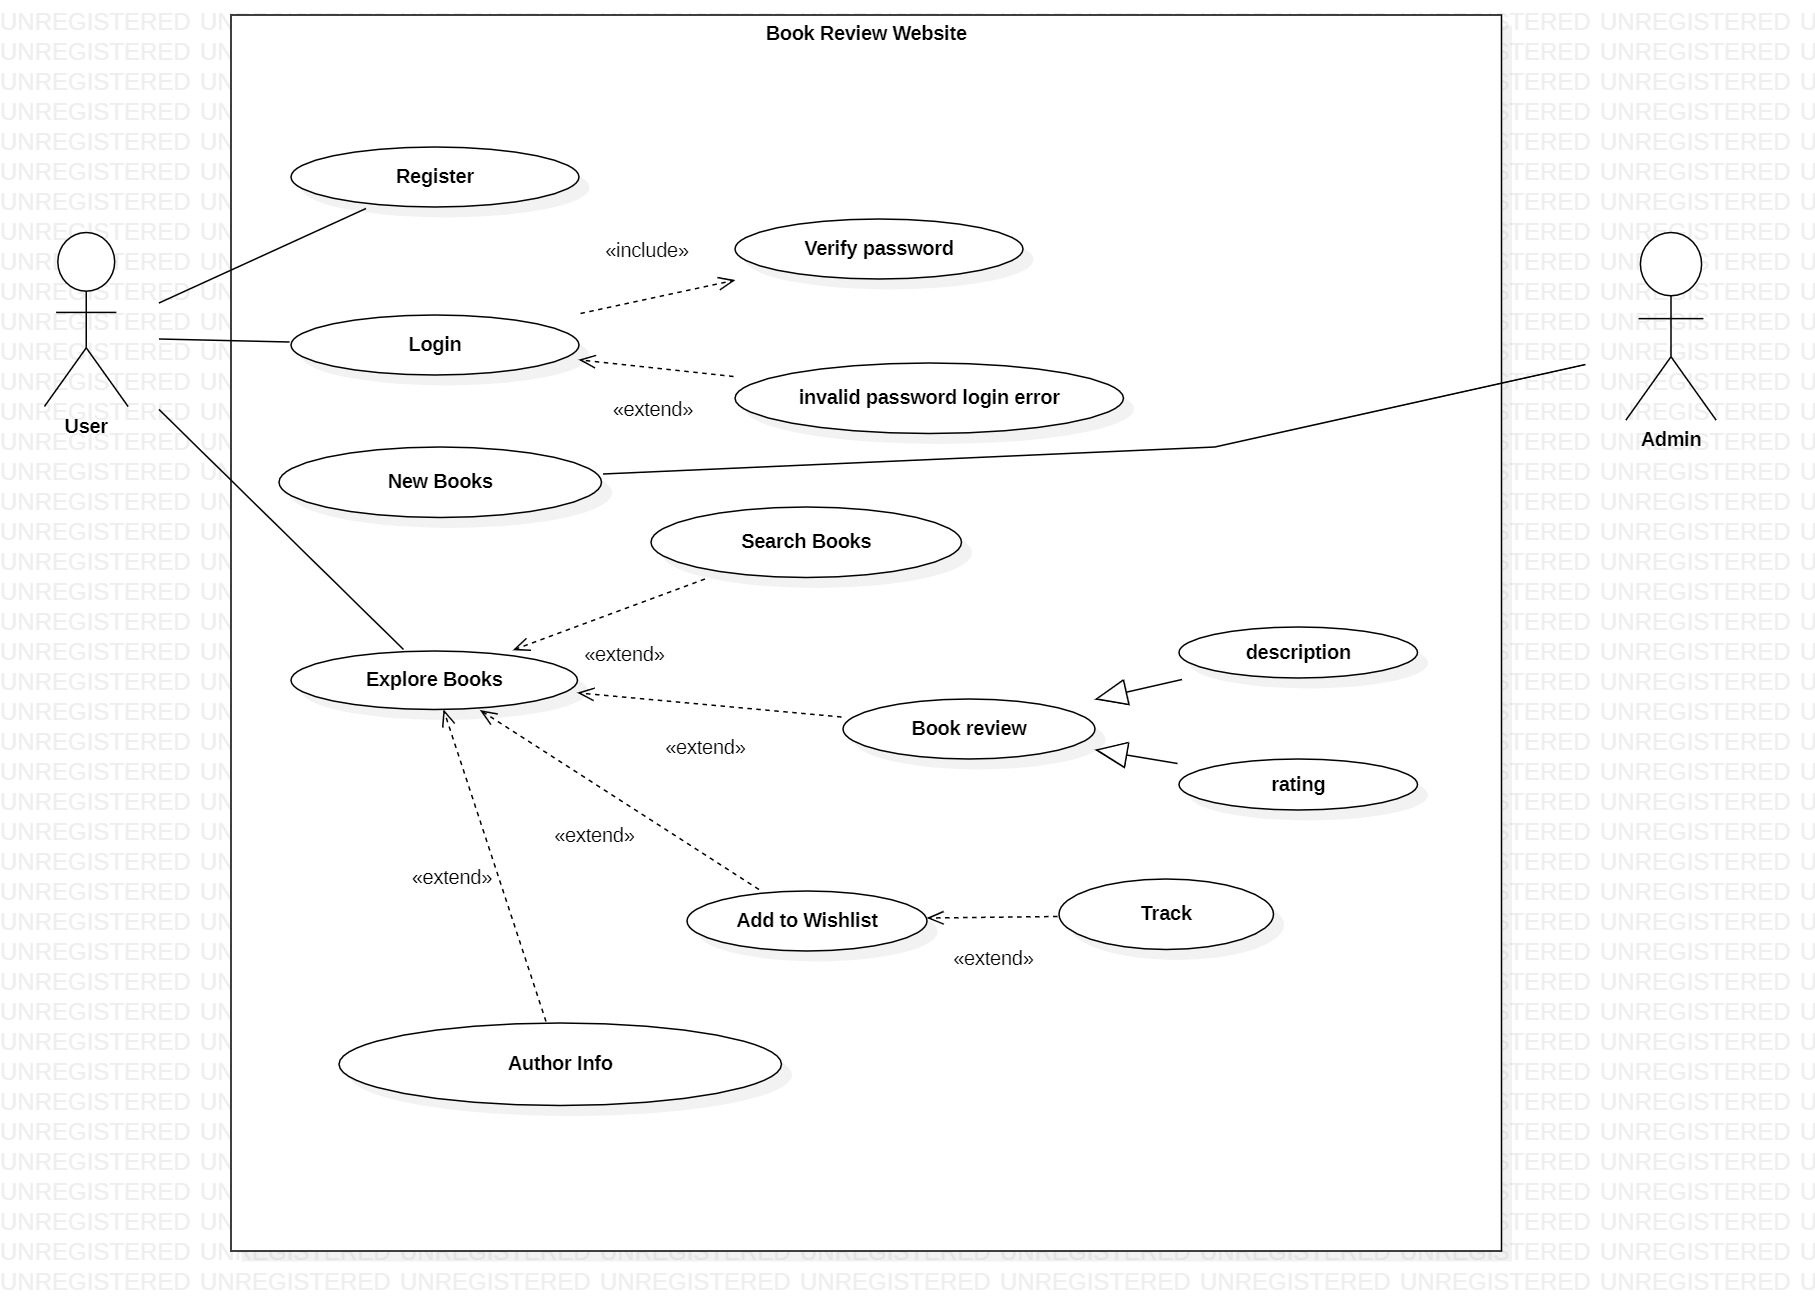 Book Review Website
Register
Verify password
«include»
Login
invalid password login error
«extend»
User
Admin
New Books
Search Books
«extend»
description
Explore Books
Book review
«extend»
rating
«extend»
«extend»
Add to Wishlist
Track
«extend»
Author Info
UNREGISTERED UNREGISTERED UNREGISTERED UNREGISTERED UNREGISTERED UNREGISTERED UNREGISTERED UNREGISTERED UNREGISTERED